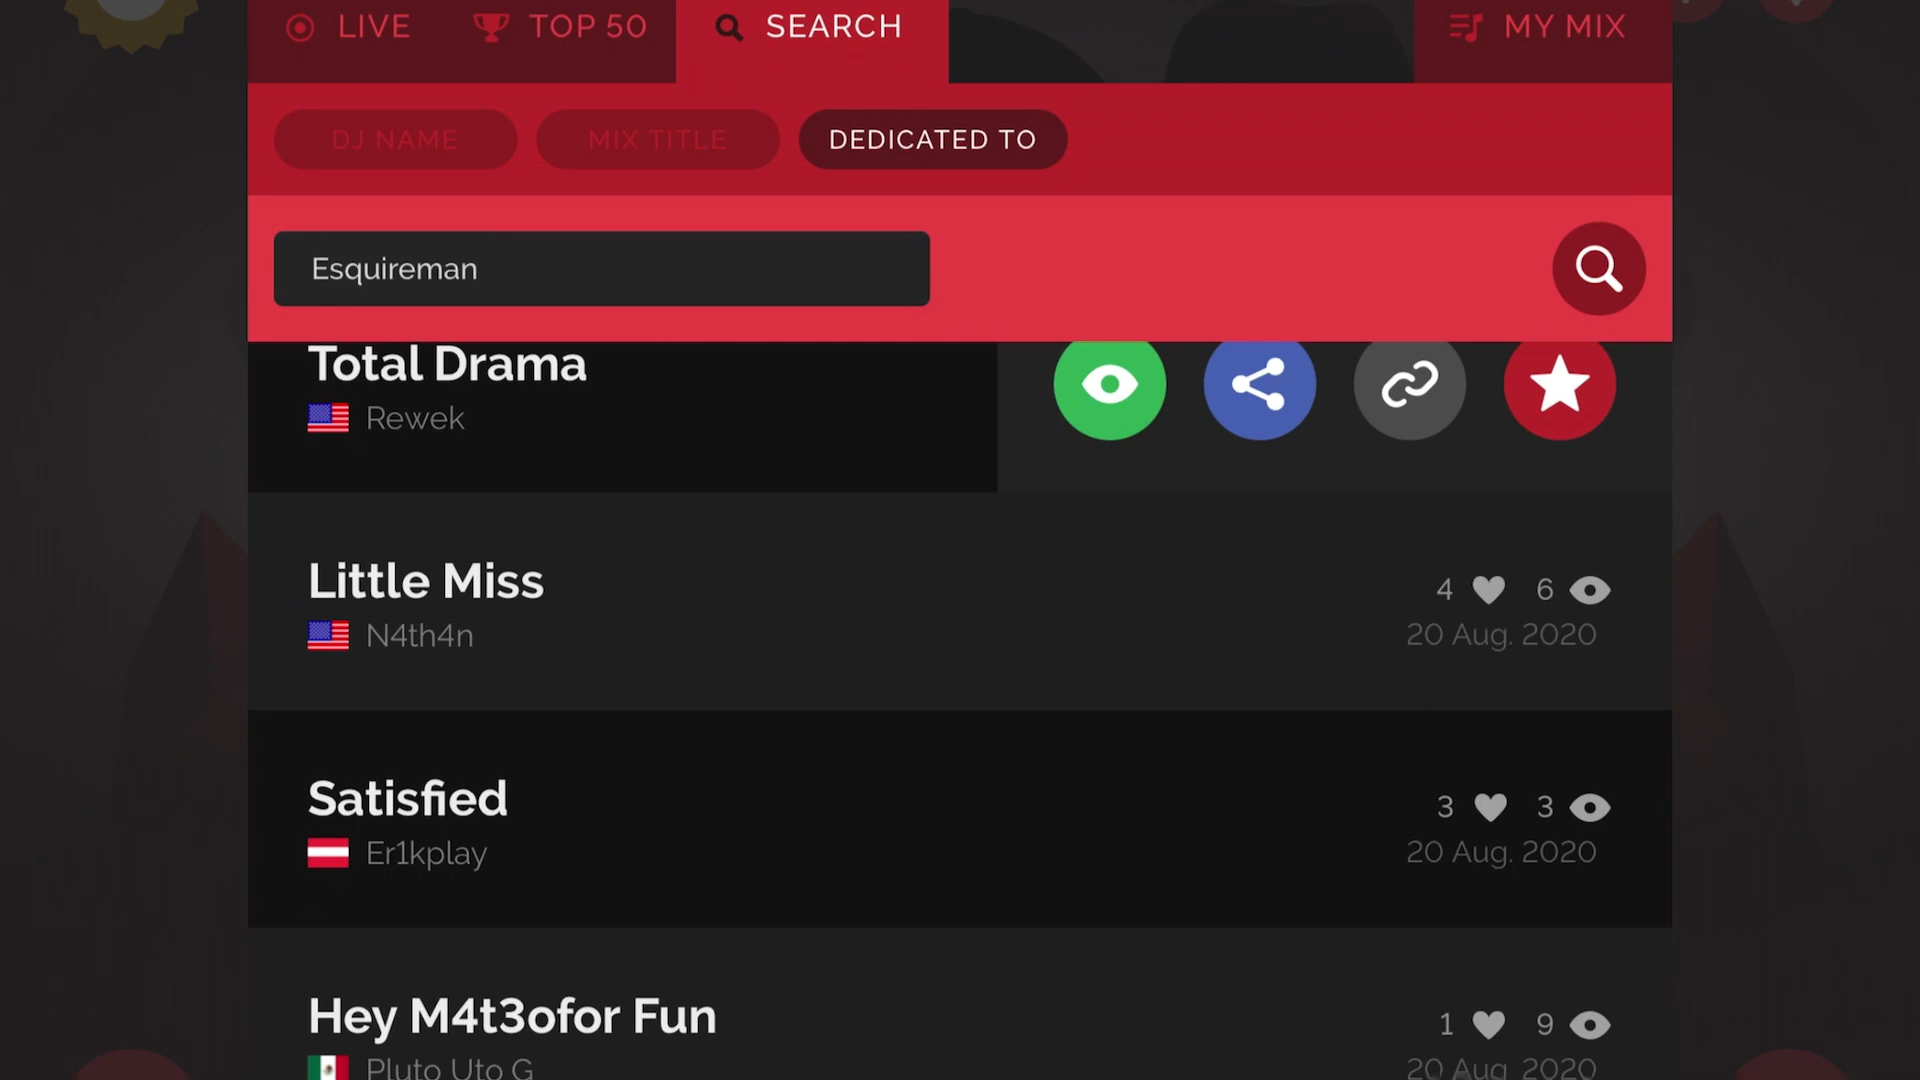 LIVE TOP 50 SEARCH MY MIX
DJ NAME MIX TITLE DEDICATED TO
Esquireman
Total Drama
Rewek
Little Miss
4 6
N4th4n
20 Aug. 2020
Satisfied
3 3
Er1kplay
20 Aug. 2020
Hey M4t3ofor Fun
1 9
Pluto Uto G
20 Aug. 2020